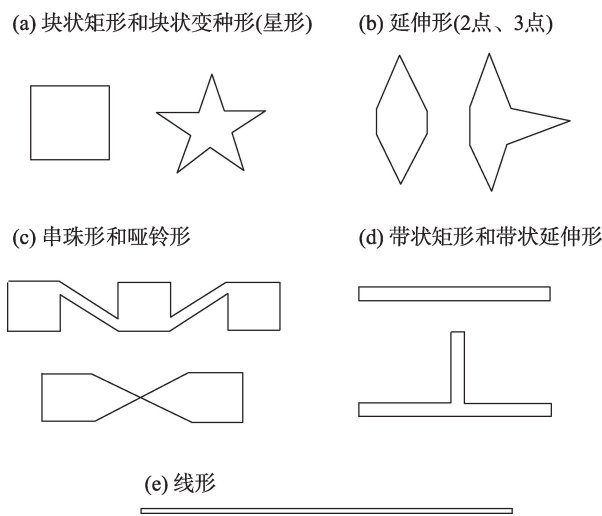 (a) 块状矩形和块状变种形(星形)
(b) 延伸形(2点、3点)
(c) 串珠形和哑铃形
(d) 带状矩形和带状延伸形
(e) 线形